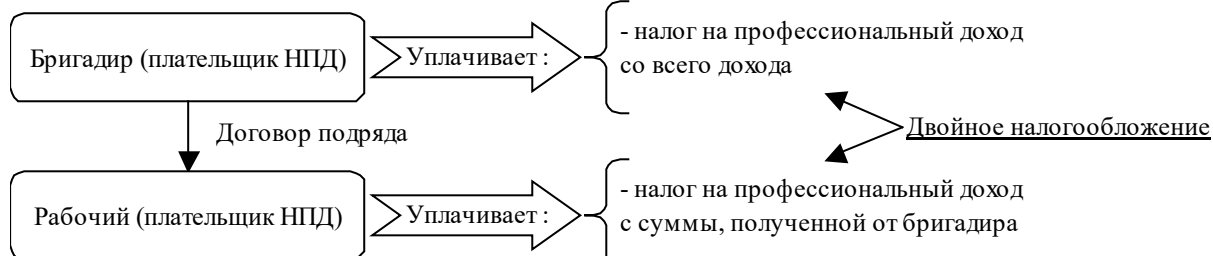 Бригадир (плательщик НПД)
Уплачивает :
- налог на профессиональный доход
со всего дохода
Договор подряда
Двойное налогообложение
Рабочий (плательщик НПД)
Уплачивает :
- налог на профессиональный доход
с суммы, полученной от бригадира